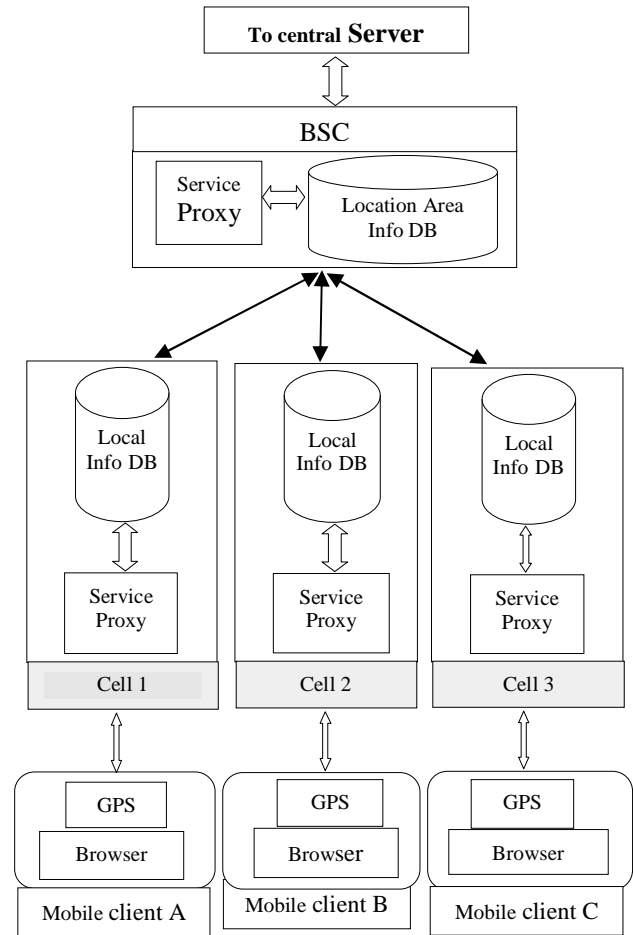 To central Server
BSC
Service
Proxy
Location Area
Info DB
Local
Info DB
Local
Info DB
Local
Info DB
Service
Proxy
Service
Proxy
Service
Proxy
Cell 1
Cell 2
Cell 3
GPS
GPS
GPS
Browser
Browser
Browser
Mobile client A
Mobile client B
Mobile client C